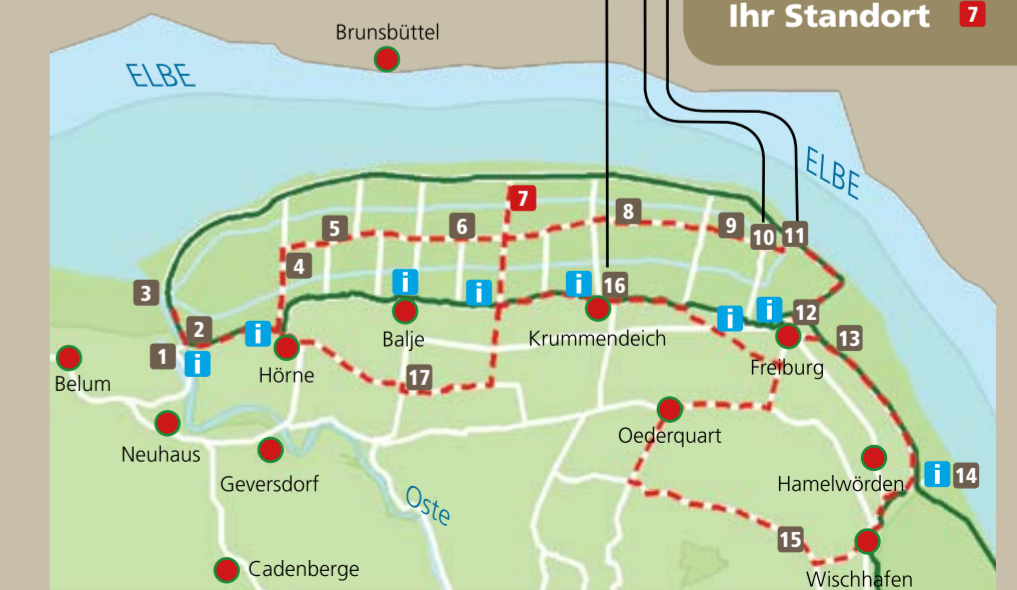 Ihr Standort 7
Brunsbüttel
ELBE
ELBE
7
8
5
6
9
10
11
4
3
i
i
i
16
2
i
i
i
12
1
i
13
Balje
Krummendeich
Belum
Hörne
17
Freiburg
Neuhaus
Oederquart
Geversdorf
Hamelwörden
i
14
Oste
15
Cadenberge
Wischhafen